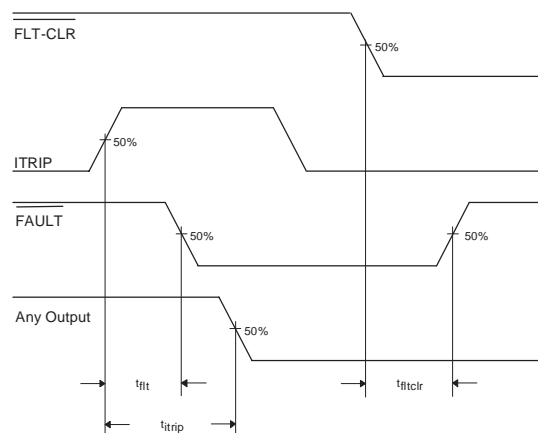 FLT-CLR
50%
50%
ITRIP
FAULT
50%
50%
Any Output
50%
tflt
tfltclr
titrip